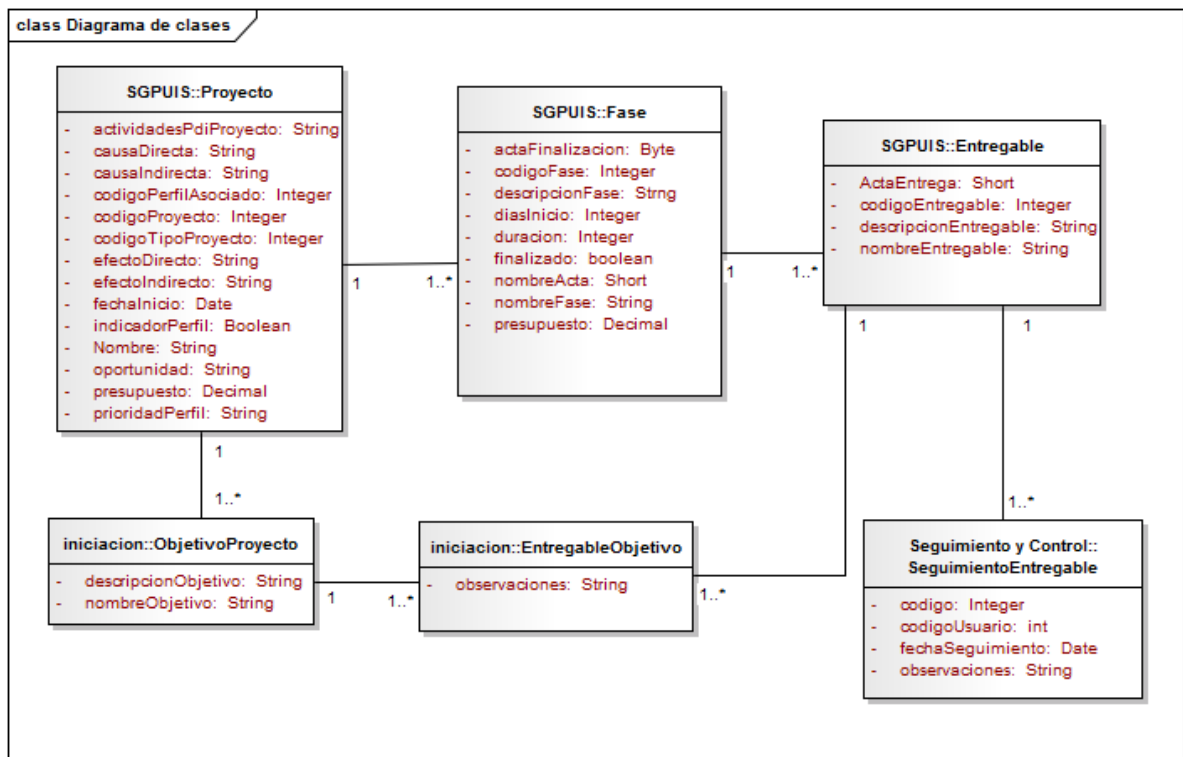 class Diagrama de clases
SGPUIS::Proyecto
- actividadesPdiProyecto: String
- causaDirecta: String
- causaIndirecta: String
- codigoPerfilAsociado: Integer
- codigoProyecto: Integer
- codigoTipoProyecto: Integer
- efectoDirecto: String
- efectoIndirecto: String
- fechaInicio: Date
- indicadorPerfil: Boolean
- Nombre: String
- oportunidad: String
- presupuesto: Decimal
- prioridadPerfil: String
1
1..*
SGPUIS::Fase
- actaFinalizacion: Byte
- codigoFase: Integer
- descripcionFase: Strng
- diasInicio: Integer
- duracion: Integer
- finalizado: boolean
- nombreActa: Short
- nombreFase: String
- presupuesto: Decimal
1
1..*
SGPUIS::Entregable
- ActaEntrega: Short
- codigoEntregable: Integer
- descripcionEntregable: String
- nombreEntregable: String
1
1
1
1..*
1..*
iniciacion::ObjetivoProyecto
- descripcionObjetivo: String
- nombreObjetivo: String
1
1..*
iniciacion::EntregableObjetivo
- observaciones: String
1..*
Seguimiento y Control::
SeguimientoEntregable
- codigo: Integer
- codigoUsuario: int
- fechaSeguimiento: Date
- observaciones: String